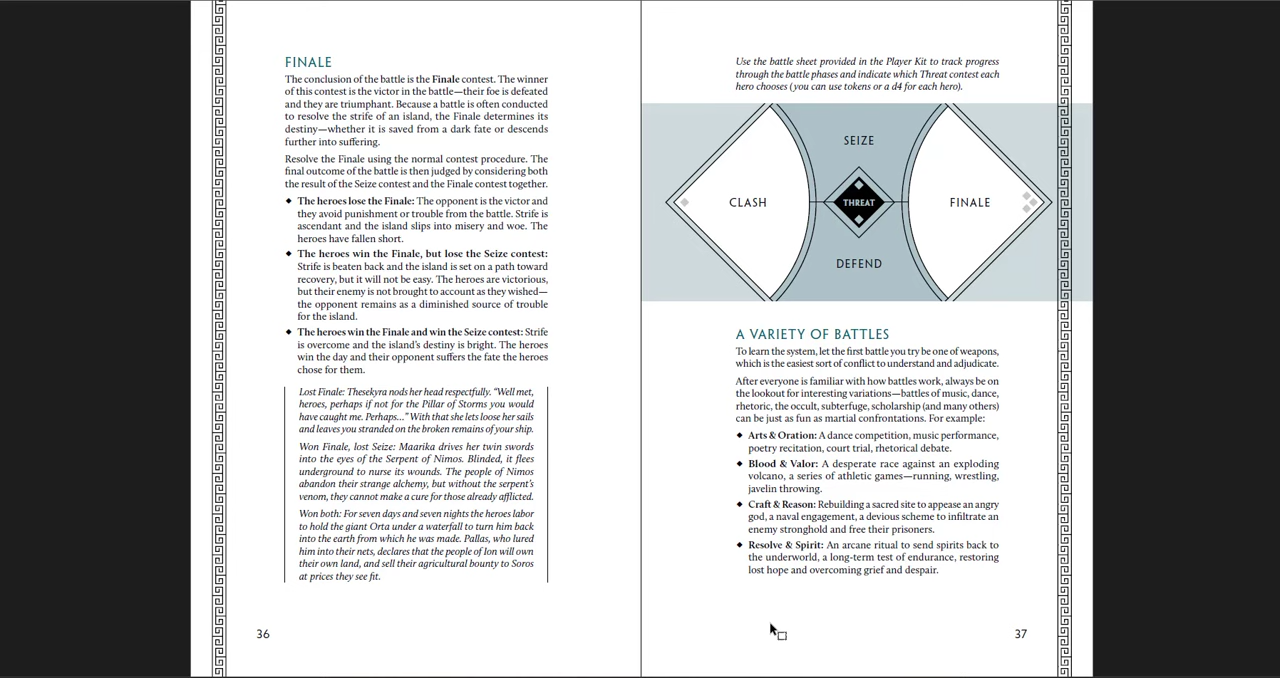 FINALE
The conclusion of the battle is the Finale contest. The winner
of this contest is the victor in the battle—their foe is defeated
and they are triumphant. Because a battle is often conducted
to resolve the strife of an island, the Finale determines its
destiny—whether it is saved from a dark fate or descends
further into suffering.
Resolve the Finale using the normal contest procedure. The
final outcome of the battle is then judged by considering both
the result of the Seize contest and the Finale contest together.
◆ The heroes lose the Finale: The opponent is the victor and
they avoid punishment or trouble from the battle. Strife is
ascendant and the island slips into misery and woe. The
heroes have fallen short.
◆ The heroes win the Finale, but lose the Seize contest:
Strife is beaten back and the island is set on a path toward
recovery, but it will not be easy. The heroes are victorious,
but their enemy is not brought to account as they wished—
the opponent remains as a diminished source of trouble
for the island.
◆ The heroes win the Finale and win the Seize contest: Strife
is overcome and the island's destiny is bright. The heroes
win the day and their opponent suffers the fate the heroes
chose for them.
Lost Finale: Thesekyra nods her head respectfully. “Well met,
heroes, perhaps if not for the Pillar of Storms you would
have caught me. Perhaps...” With that she lets loose her sails
and leaves you stranded on the broken remains of your ship.
Won Finale, lost Seize: Maarika drives her twin swords
into the eyes of the Serpent of Nimos. Blinded, it flees
underground to nurse its wounds. The people of Nimos
abandon their strange alchemy, but without the serpent's
venom, they cannot make a cure for those already afflicted.
Won both: For seven days and seven nights the heroes labor
to hold the giant Orta under a waterfall to turn him back
into the earth from which he was made. Pallas, who lured
him into their nets, declares that the people of Ion will own
their own land, and sell their agricultural bounty to Soros
at prices they see fit.
36
Use the battle sheet provided in the Player Kit to track progress
through the battle phases and indicate which Threat contest each
hero chooses (you can use tokens or a d4 for each hero).
SEIZE
CLASH
THREAT
FINALE
DEFEND
A VARIETY OF BATTLES
To learn the system, let the first battle you try be one of weapons,
which is the easiest sort of conflict to understand and adjudicate.
After everyone is familiar with how battles work, always be on
the lookout for interesting variations—battles of music, dance,
rhetoric, the occult, subterfuge, scholarship (and many others)
can be just as fun as martial confrontations. For example:
◆ Arts & Oration: A dance competition, music performance,
poetry recitation, court trial, rhetorical debate.
◆ Blood & Valor: A desperate race against an exploding
volcano, a series of athletic games—running, wrestling,
javelin throwing.
◆ Craft & Reason: Rebuilding a sacred site to appease an angry
god, a naval engagement, a devious scheme to infiltrate an
enemy stronghold and free their prisoners.
◆ Resolve & Spirit: An arcane ritual to send spirits back to
the underworld, a long-term test of endurance, restoring
lost hope and overcoming grief and despair.
37